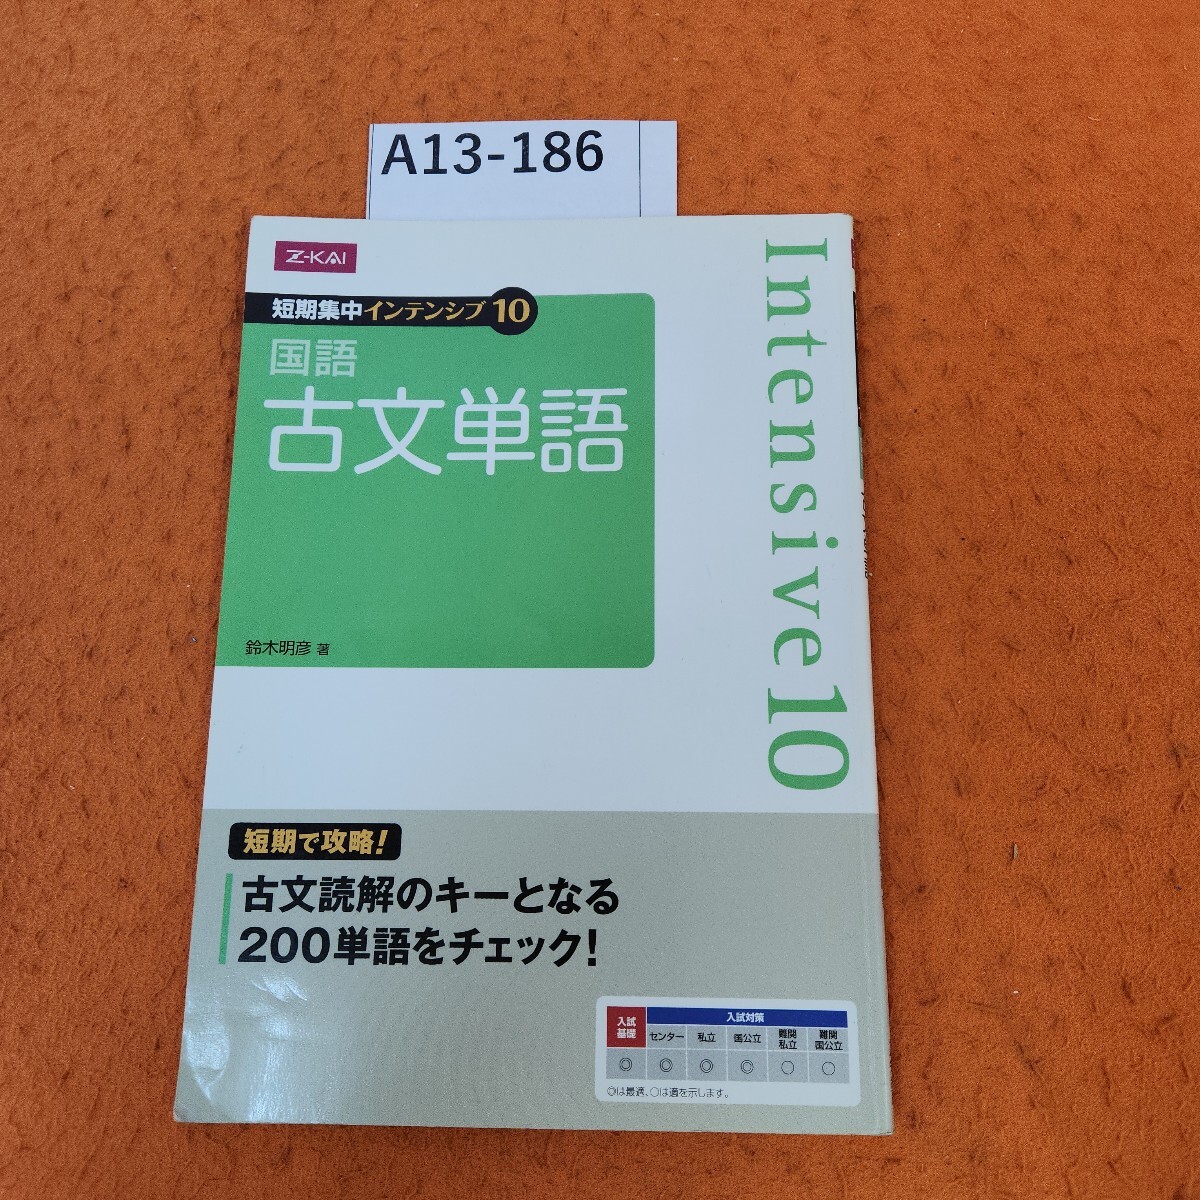 A13-186
Z-KAI
短期集中インテンシブ10
国語
古文単語
鈴木明彦 著
Intensive10
短期で攻略!
古文読解のキーとなる
200単語をチェック!
入試基礎
入試対策
センター 私立 国公立 難関私立 難関国公立
◎ ◎ ◎ ◎ ○ ○
◎は最適、○は適を示します。